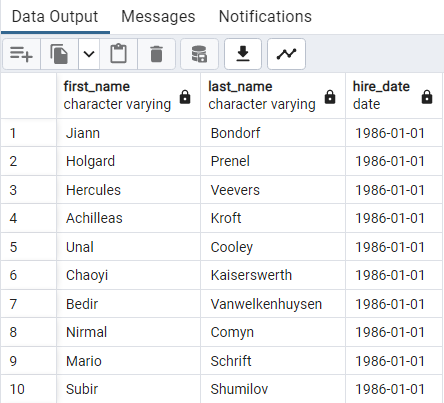 Data Output Messages Notifications
first_name last_name hire_date
character varying character varying date
1 Jiann Bondorf 1986-01-01
2 Holgard Prenel 1986-01-01
3 Hercules Veevers 1986-01-01
4 Achilleas Kroft 1986-01-01
5 Unal Cooley 1986-01-01
6 Chaoyi Kaiserswerth 1986-01-01
7 Bedir Vanwelkenhuysen 1986-01-01
8 Nirmal Comyn 1986-01-01
9 Mario Schrift 1986-01-01
10 Subir Shumilov 1986-01-01